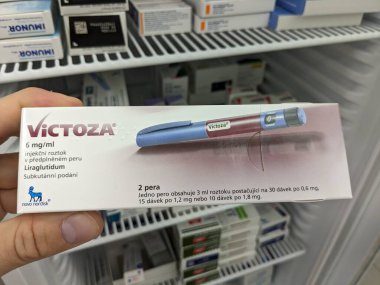 IMUNOR
IMUNOR
VICTOZA®
6 mg/ml
injekční roztok
v předplněném peru
Liraglutidum
Subkutánní podání
Victoza®
2 pera
Jedno pero obsahuje 3 ml roztoku postačující na 30 dávek po 0,6 mg,
15 dávek po 1,2 mg nebo 10 dávek po 1,8 mg.
novo nordisk®